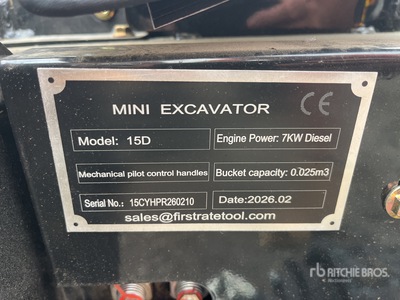 MINI EXCAVATOR CE
Model: 15D Engine Power: 7KW Diesel
Mechanical pilot control handles Bucket capacity: 0.025m3
Serial No.: 15CYHPR260210 Date:2026.02
sales@firstratetool.com
rb RITCHIE BROS.